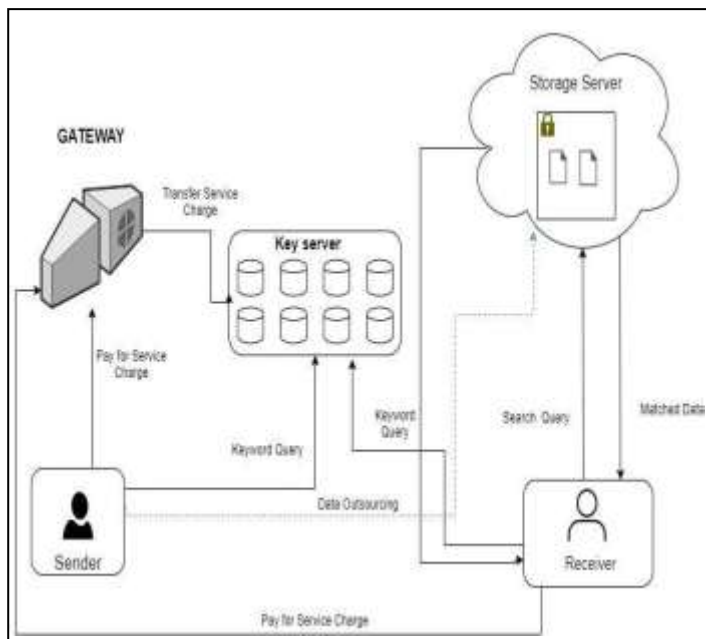 Storage Server
GATEWAY
Transfer Service
Charge
Key server
Pay for Service
Charge
Keyword
Query
Search Query
Matched Data
Keyword Query
Data Outsourcing
Sender
Receiver
Pay for Service Charge